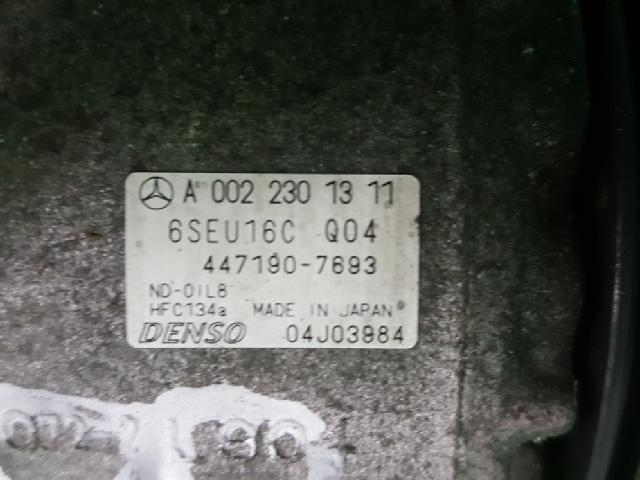 A 002 230 13 11
6SEU16C Q04
447190-7693
ND-OIL8
HFC134a MADE IN JAPAN
DENSO 04J03984